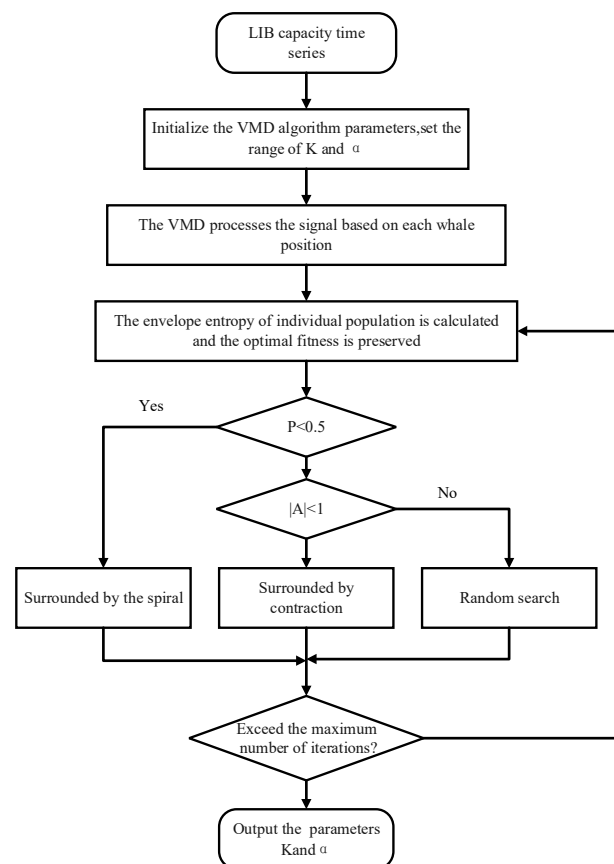 LIB capacity time
series
Initialize the VMD algorithm parameters,set the
range of K and α
The VMD processes the signal based on each whale
position
The envelope entropy of individual population is calculated
and the optimal fitness is preserved
Yes
P<0.5
|A|<1
No
Surrounded by the spiral
Surrounded by
contraction
Random search
Exceed the maximum
number of iterations?
Output the parameters
Kand α